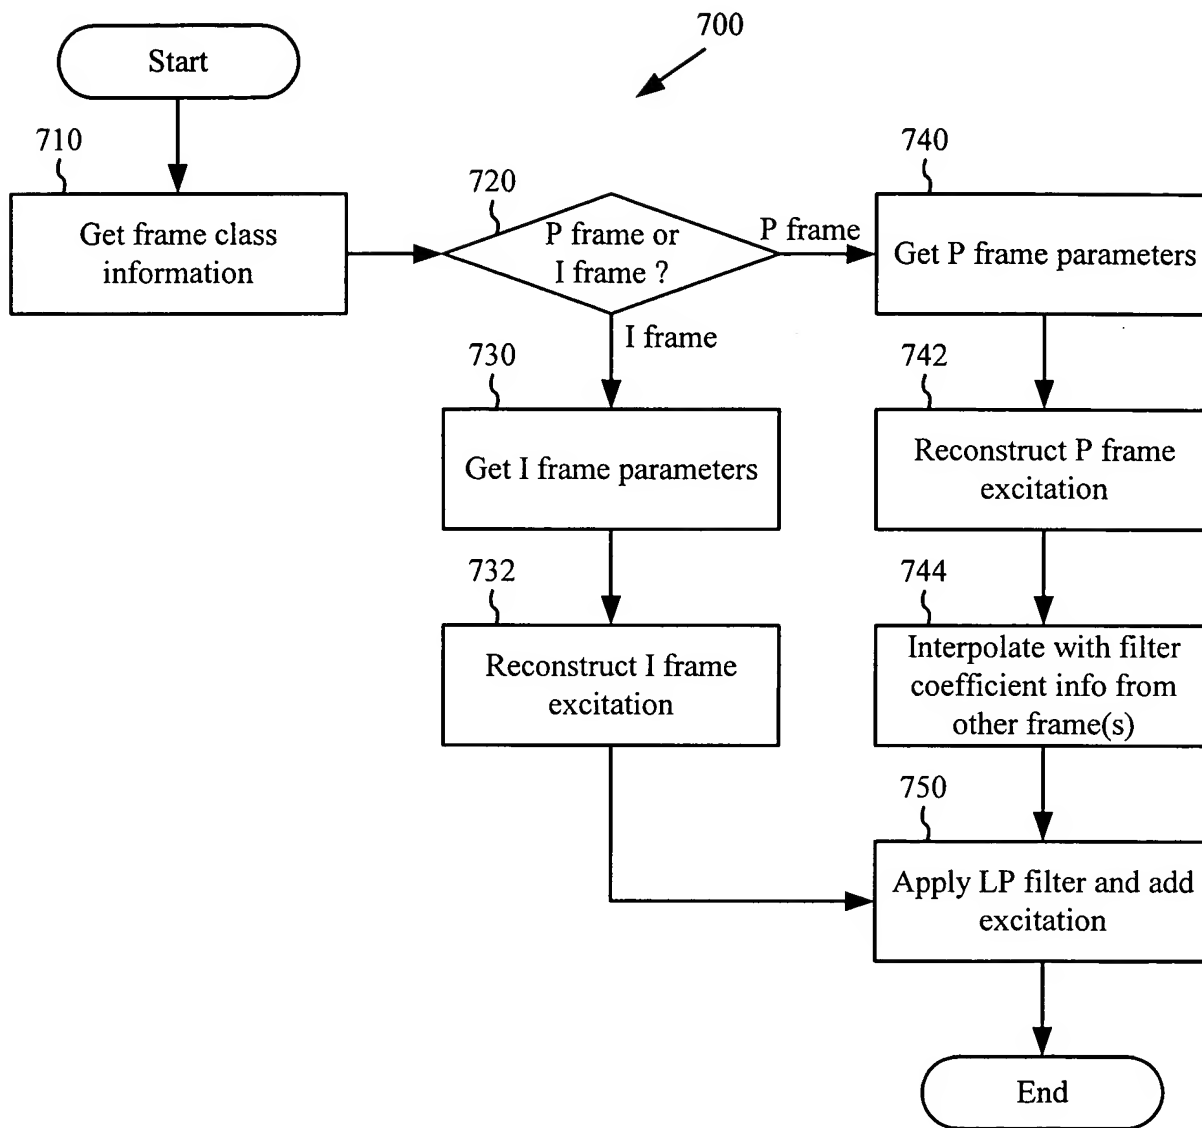 700
Start
710
Get frame class
information
720
P frame or
I frame ?
P frame
I frame
740
Get P frame parameters
730
Get I frame parameters
742
Reconstruct P frame
excitation
732
Reconstruct I frame
excitation
744
Interpolate with filter
coefficient info from
other frame(s)
750
Apply LP filter and add
excitation
End